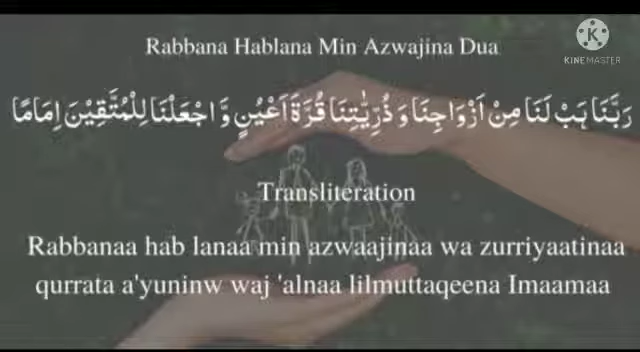 Rabbana Hablana Min Azwajina Dua
KINEMASTER
رَبَّنَا هَبْ لَنَا مِنْ اَزْوَاجِنَا وَ ذُرِّيّٰتِنَا قُرَّةَ اَعْيُنٍ وَّ اجْعَلْنَا لِلْمُتَّقِيْنَ اِمَامًا
Transliteration
Rabbanaa hab lanaa min azwaajinaa wa zurriyaatinaa
qurrata a'yuninw waj 'alnaa lilmuttaqeena Imaamaa